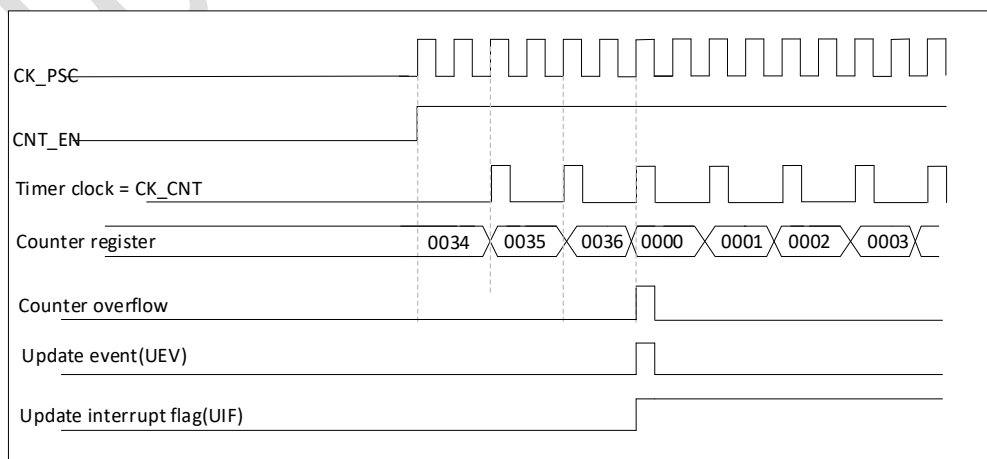 CK_PSC
CNT_EN
Timer clock = CK_CNT
Counter register 0034 0035 0036 0000 0001 0002 0003
Counter overflow
Update event(UEV)
Update interrupt flag(UIF)